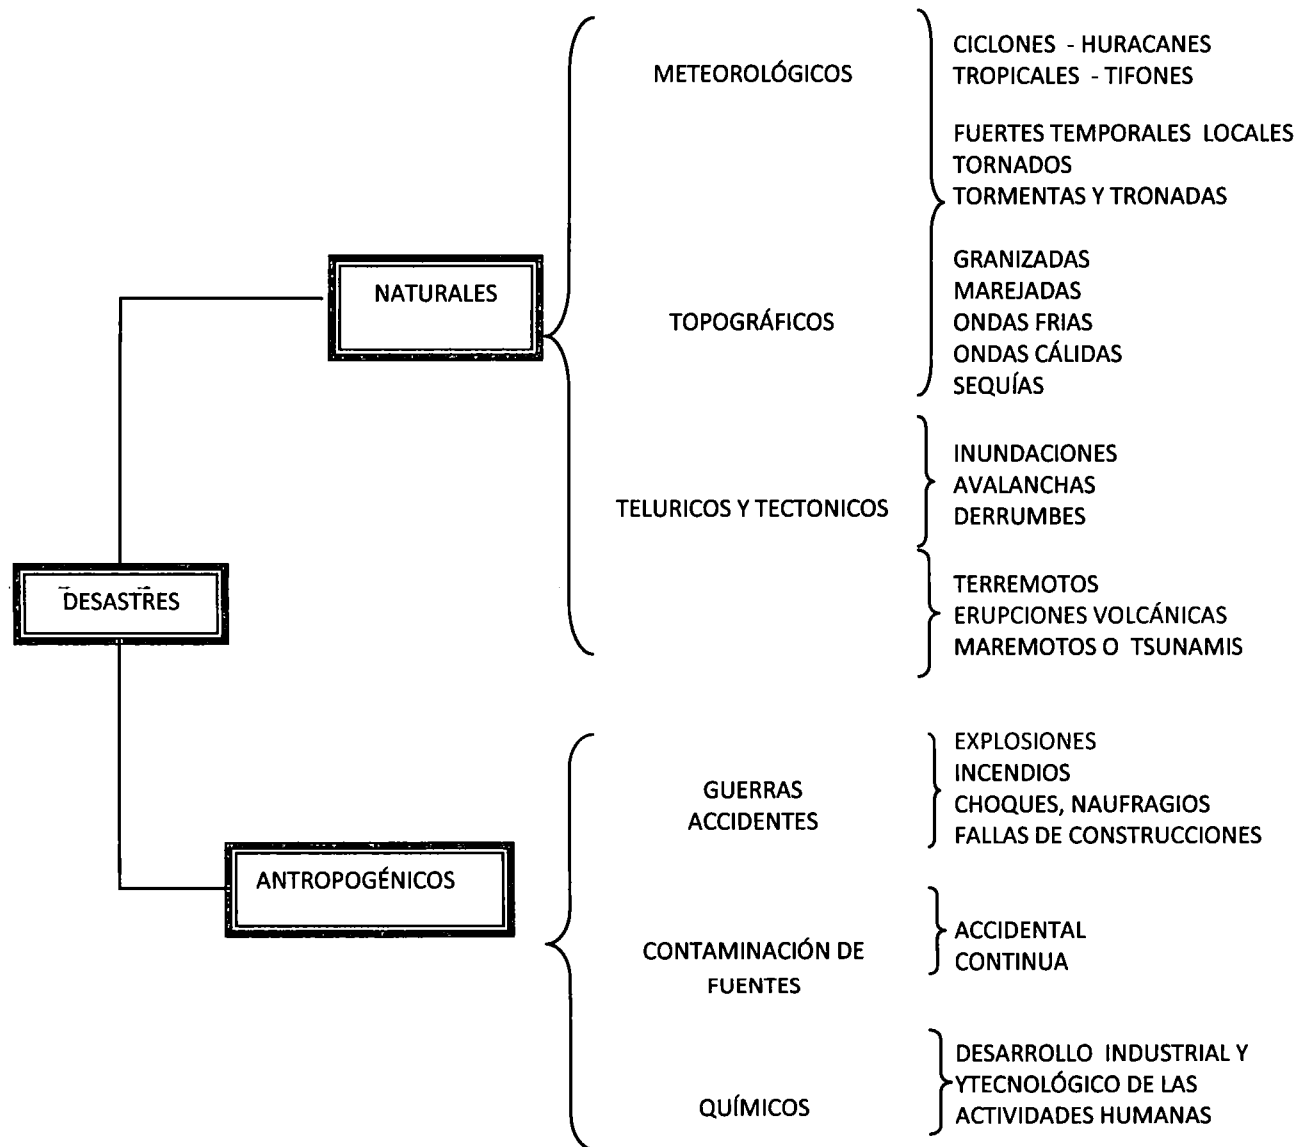 METEOROLÓGICOS
CICLONES - HURACANES
TROPICALES - TIFONES
FUERTES TEMPORALES LOCALES
TORNADOS
TORMENTAS Y TRONADAS
NATURALES
TOPOGRÁFICOS
GRANIZADAS
MAREJADAS
ONDAS FRIAS
ONDAS CÁLIDAS
SEQUÍAS
TELURICOS Y TECTONICOS
INUNDACIONES
AVALANCHAS
DERRUMBES
DESASTRES
TERREMOTOS
ERUPCIONES VOLCÁNICAS
MAREMOTOS O TSUNAMIS
GUERRAS
ACCIDENTES
EXPLOSIONES
INCENDIOS
CHOQUES, NAUFRAGIOS
FALLAS DE CONSTRUCCIONES
ANTROPOGÉNICOS
CONTAMINACIÓN DE
FUENTES
ACCIDENTAL
CONTINUA
QUÍMICOS
DESARROLLO INDUSTRIAL Y
YTECNOLÓGICO DE LAS
ACTIVIDADES HUMANAS